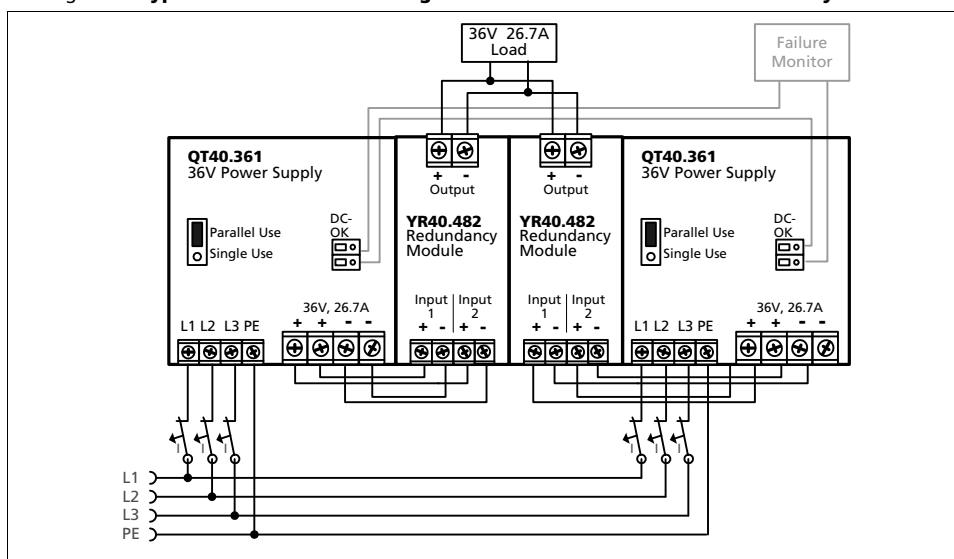 36V 26.7A
Load
Failure
Monitor
QT40.361
36V Power Supply
Parallel Use
Single Use
DC-
OK
36V, 26.7A
L1 L2 L3 PE
+ + - -
+ -
Output
YR40.482
Redundancy
Module
Input Input
1 2
+ - + -
+ -
Output
YR40.482
Redundancy
Module
Input Input
1 2
+ - + -
QT40.361
36V Power Supply
Parallel Use
Single Use
DC-
OK
36V, 26.7A
L1 L2 L3 PE
+ + - -
I I I
I I I
L1
L2
L3
PE